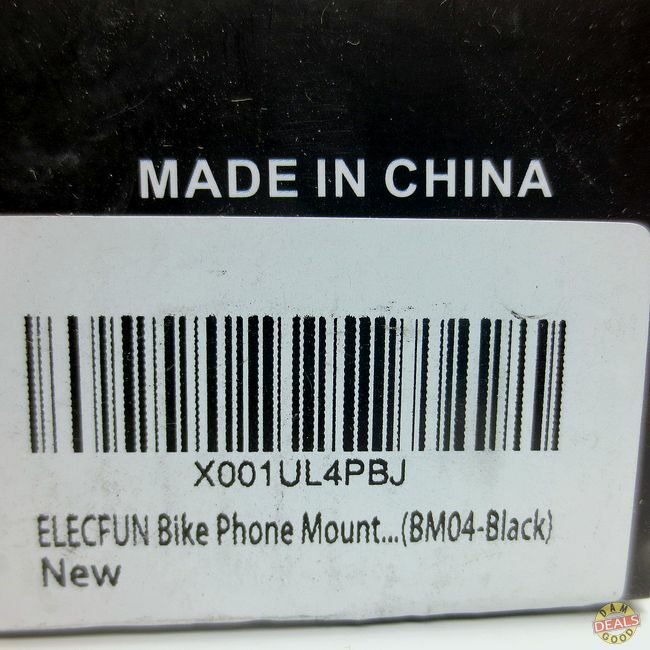 MADE IN CHINA
X001UL4PBJ
ELECFUN Bike Phone Mount...(BM04-Black)
New
DAM
DEALS
GOOD